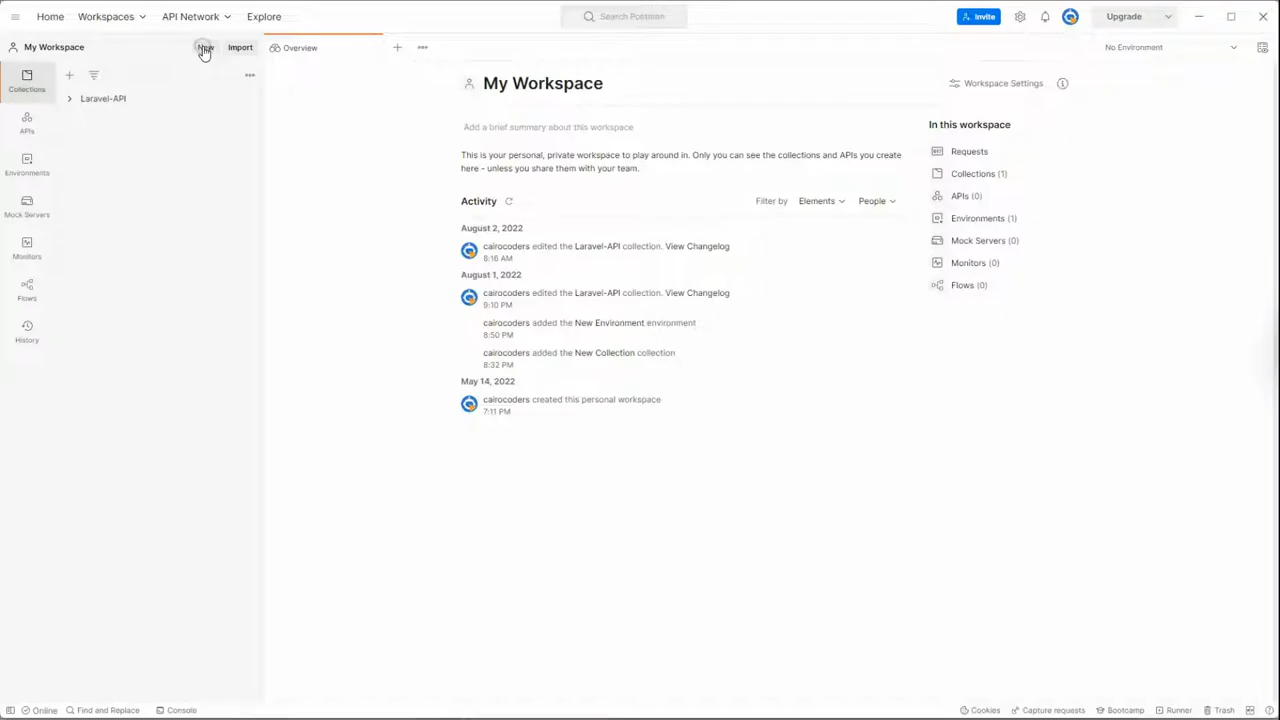 Home Workspaces API Network Explore Search Postman Invite Upgrade
My Workspace New Import Overview No Environment
Collections
Laravel-API
APIs
Environments
Mock Servers
Monitors
Flows
History
My Workspace
Workspace Settings
Add a brief summary about this workspace
This is your personal, private workspace to play around in. Only you can see the collections and APIs you create
here - unless you share them with your team.
Activity Filter by Elements People
August 2, 2022
cairocoders edited the Laravel-API collection. View Changelog
8:16 AM
August 1, 2022
cairocoders edited the Laravel-API collection. View Changelog
9:10 PM
cairocoders added the New Environment environment
8:50 PM
cairocoders added the New Collection collection
8:32 PM
May 14, 2022
cairocoders created this personal workspace
7:11 PM
In this workspace
Requests
Collections (1)
APIs (0)
Environments (1)
Mock Servers (0)
Monitors (0)
Flows (0)
Online Find and Replace Console Cookies Capture requests Bootcamp Runner Trash